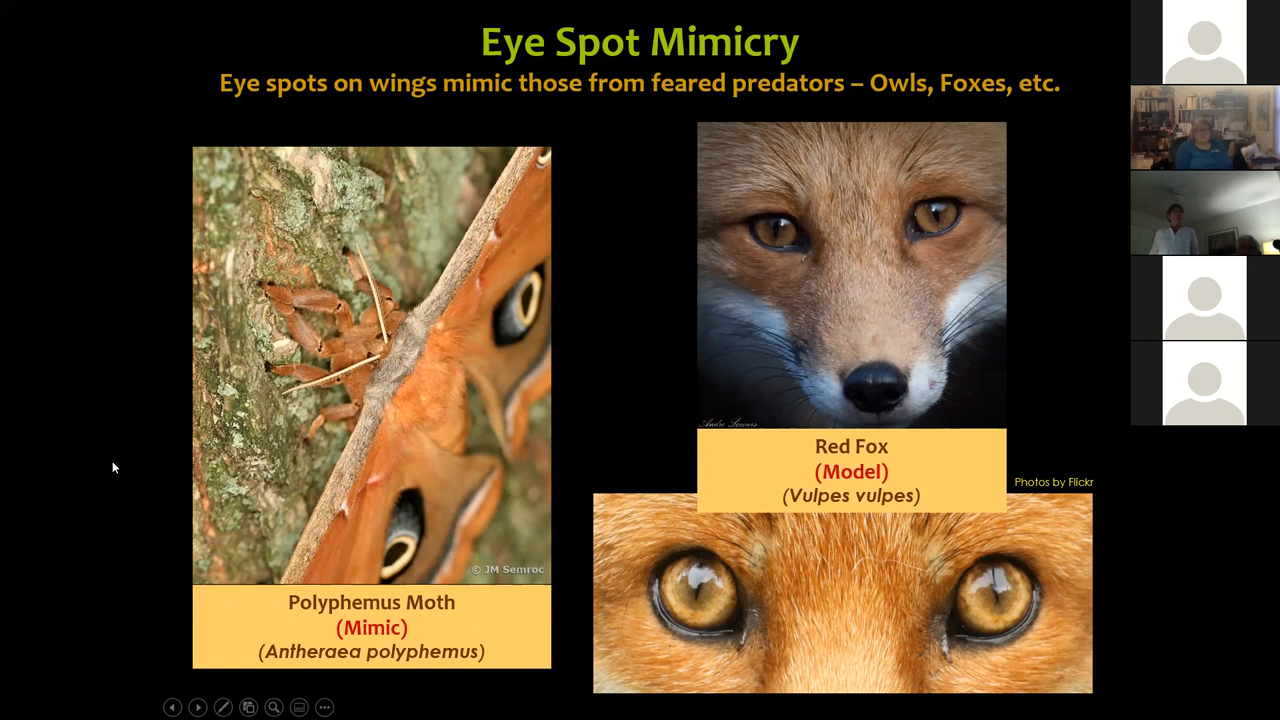 Eye Spot Mimicry
Eye spots on wings mimic those from feared predators – Owls, Foxes, etc.
© JM Semroc
Polyphemus Moth
(Mimic)
(Antheraea polyphemus)
Red Fox
(Model)
(Vulpes vulpes)
Photos by Flickr